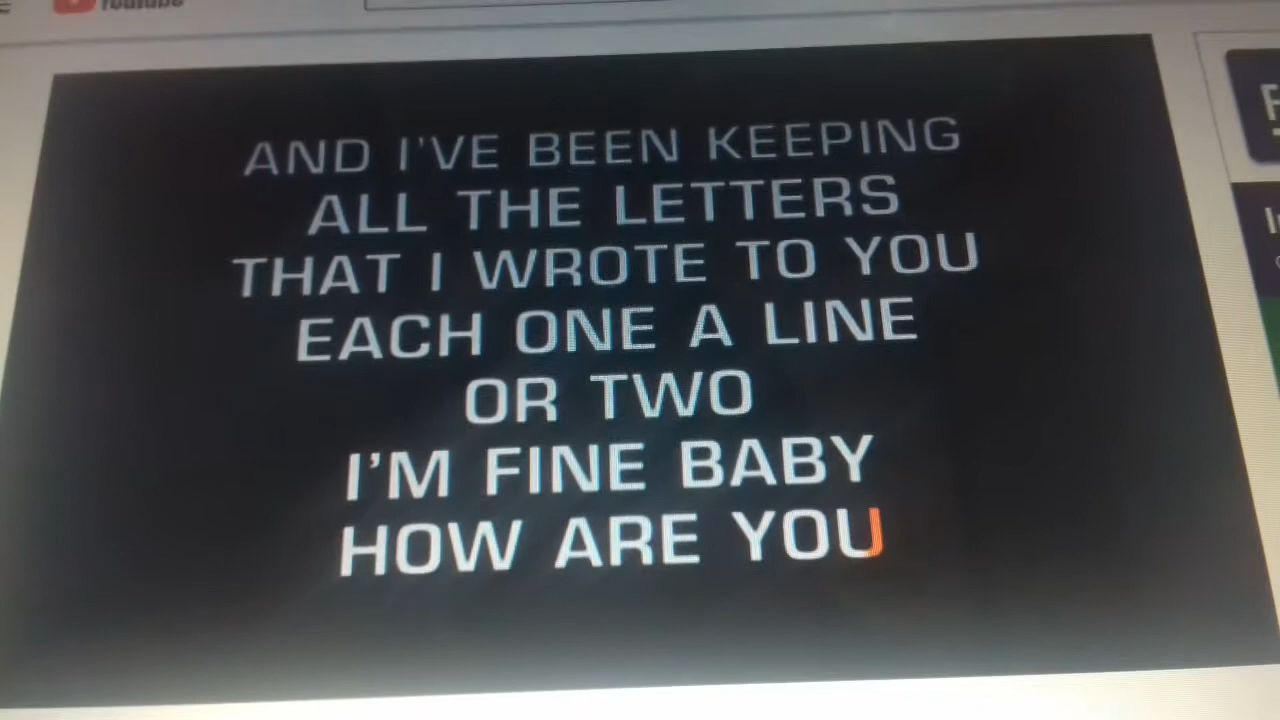 YouTube
AND I'VE BEEN KEEPING
ALL THE LETTERS
THAT I WROTE TO YOU
EACH ONE A LINE
OR TWO
I'M FINE BABY
HOW ARE YOU